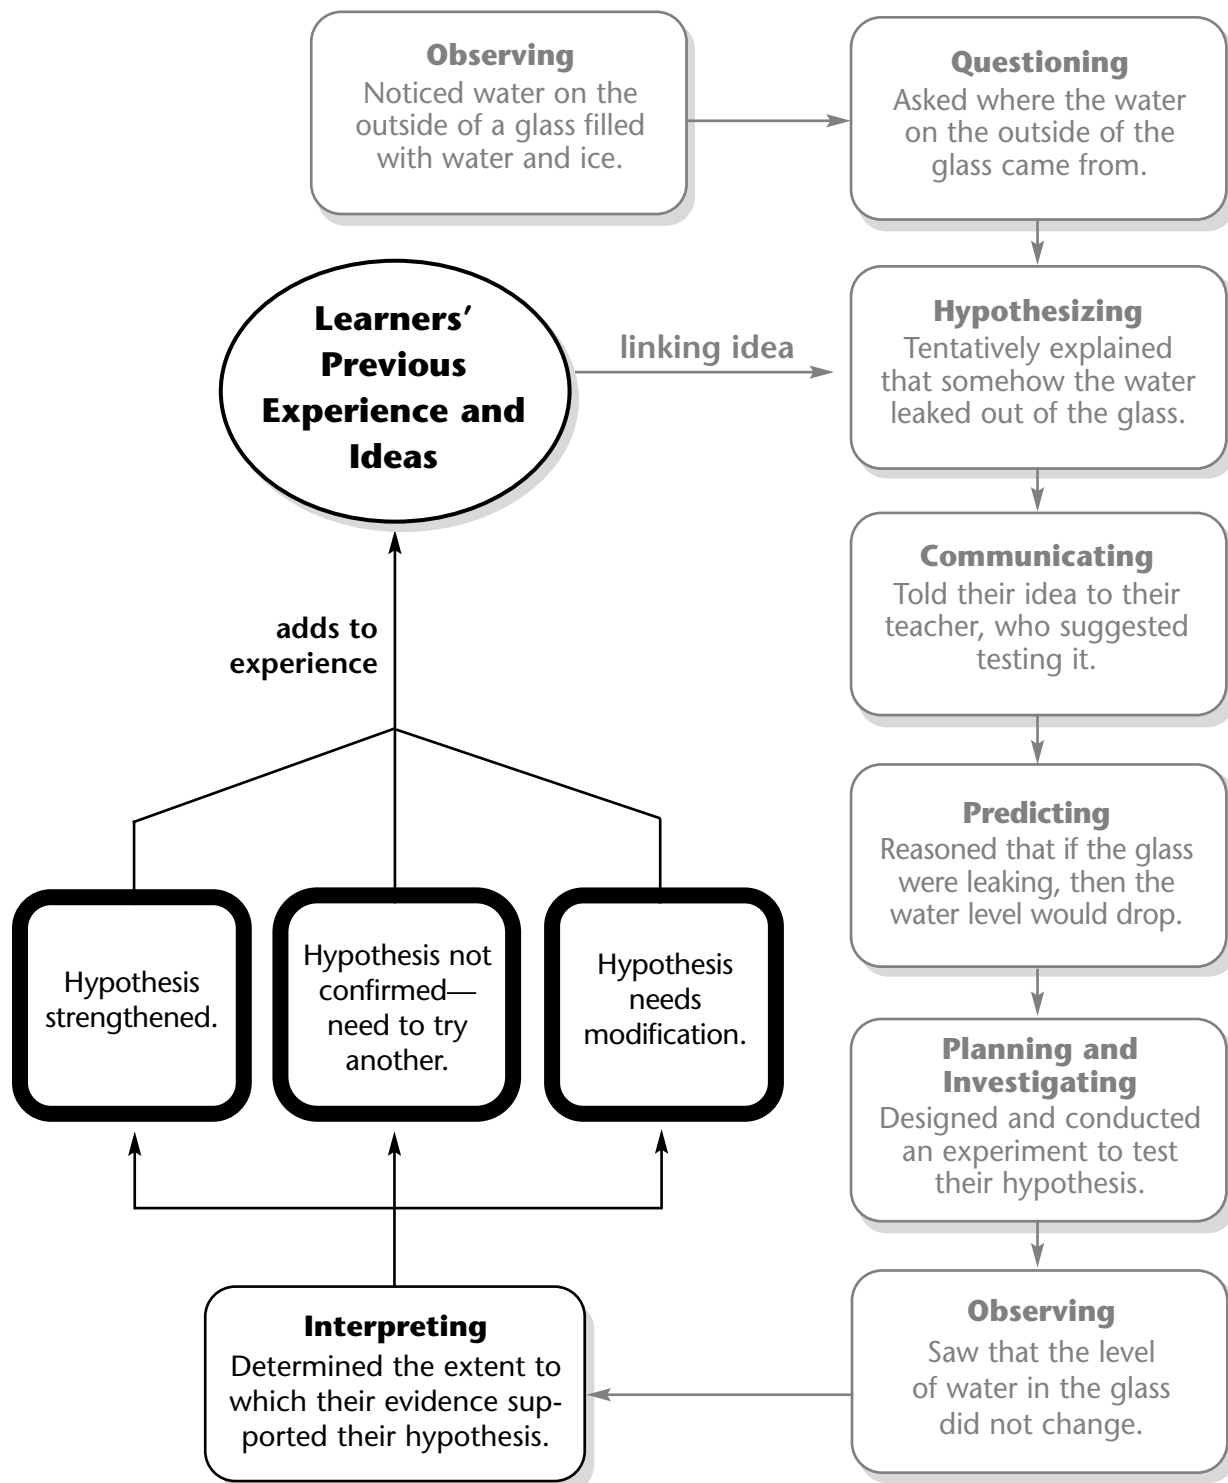 Observing
Noticed water on the
outside of a glass filled
with water and ice.
Questioning
Asked where the water
on the outside of the
glass came from.
Learners’
Previous
Experience and
Ideas
linking idea
Hypothesizing
Tentatively explained
that somehow the water
leaked out of the glass.
Communicating
Told their idea to their
teacher, who suggested
testing it.
adds to
experience
Predicting
Reasoned that if the glass
were leaking, then the
water level would drop.
Hypothesis
strengthened.
Hypothesis not
confirmed—
need to try
another.
Hypothesis
needs
modification.
Planning and
Investigating
Designed and conducted
an experiment to test
their hypothesis.
Interpreting
Determined the extent to
which their evidence sup-
ported their hypothesis.
Observing
Saw that the level
of water in the glass
did not change.